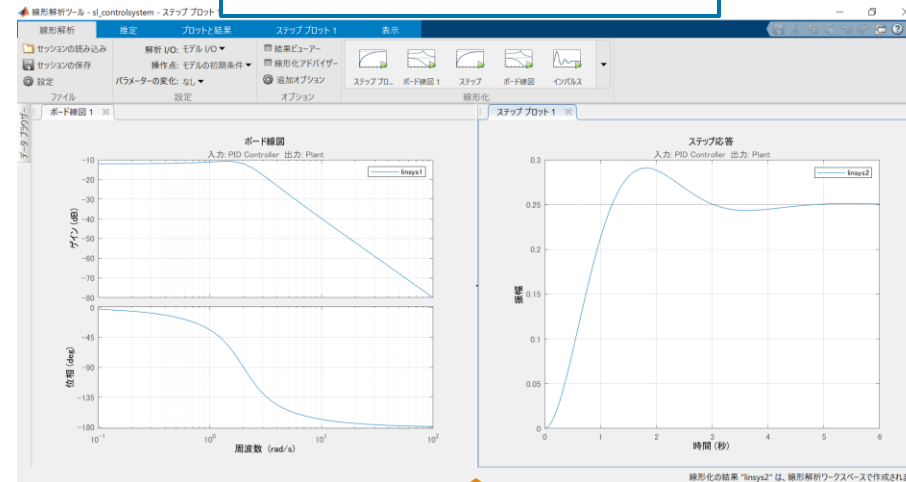 線形解析ツール - sl_controlsystem - ステップ プロット
線形解析 推定 プロットと結果 ステップ プロット 1 表示
セッションの読み込み
セッションの保存
設定
ファイル
解析 I/O: モデル I/O
操作点: モデルの初期条件
パラメーターの変化: なし
設定
結果ビューアー
線形化アドバイザー
追加オプション
オプション
ステップ プロ... ボード線図 1 ステップ ボード線図 インパルス
線形化
データ ブラウザー
ボード線図 1
ボード線図
入力: PID Controller 出力: Plant
linsys1
ゲイン (dB)
-10
-20
-30
-40
-50
-60
-70
-80
位相 (deg)
0
-45
-90
-135
-180
10⁻¹ 10⁰ 10¹ 10²
周波数 (rad/s)
ステップ プロット 1
ステップ応答
入力: PID Controller 出力: Plant
linsys2
振幅
0.3
0.25
0.2
0.15
0.1
0.05
0
0 1 2 3 4 5 6
時間 (秒)
線形化の結果 "linsys2" は、線形解析ワークスペースで作成され